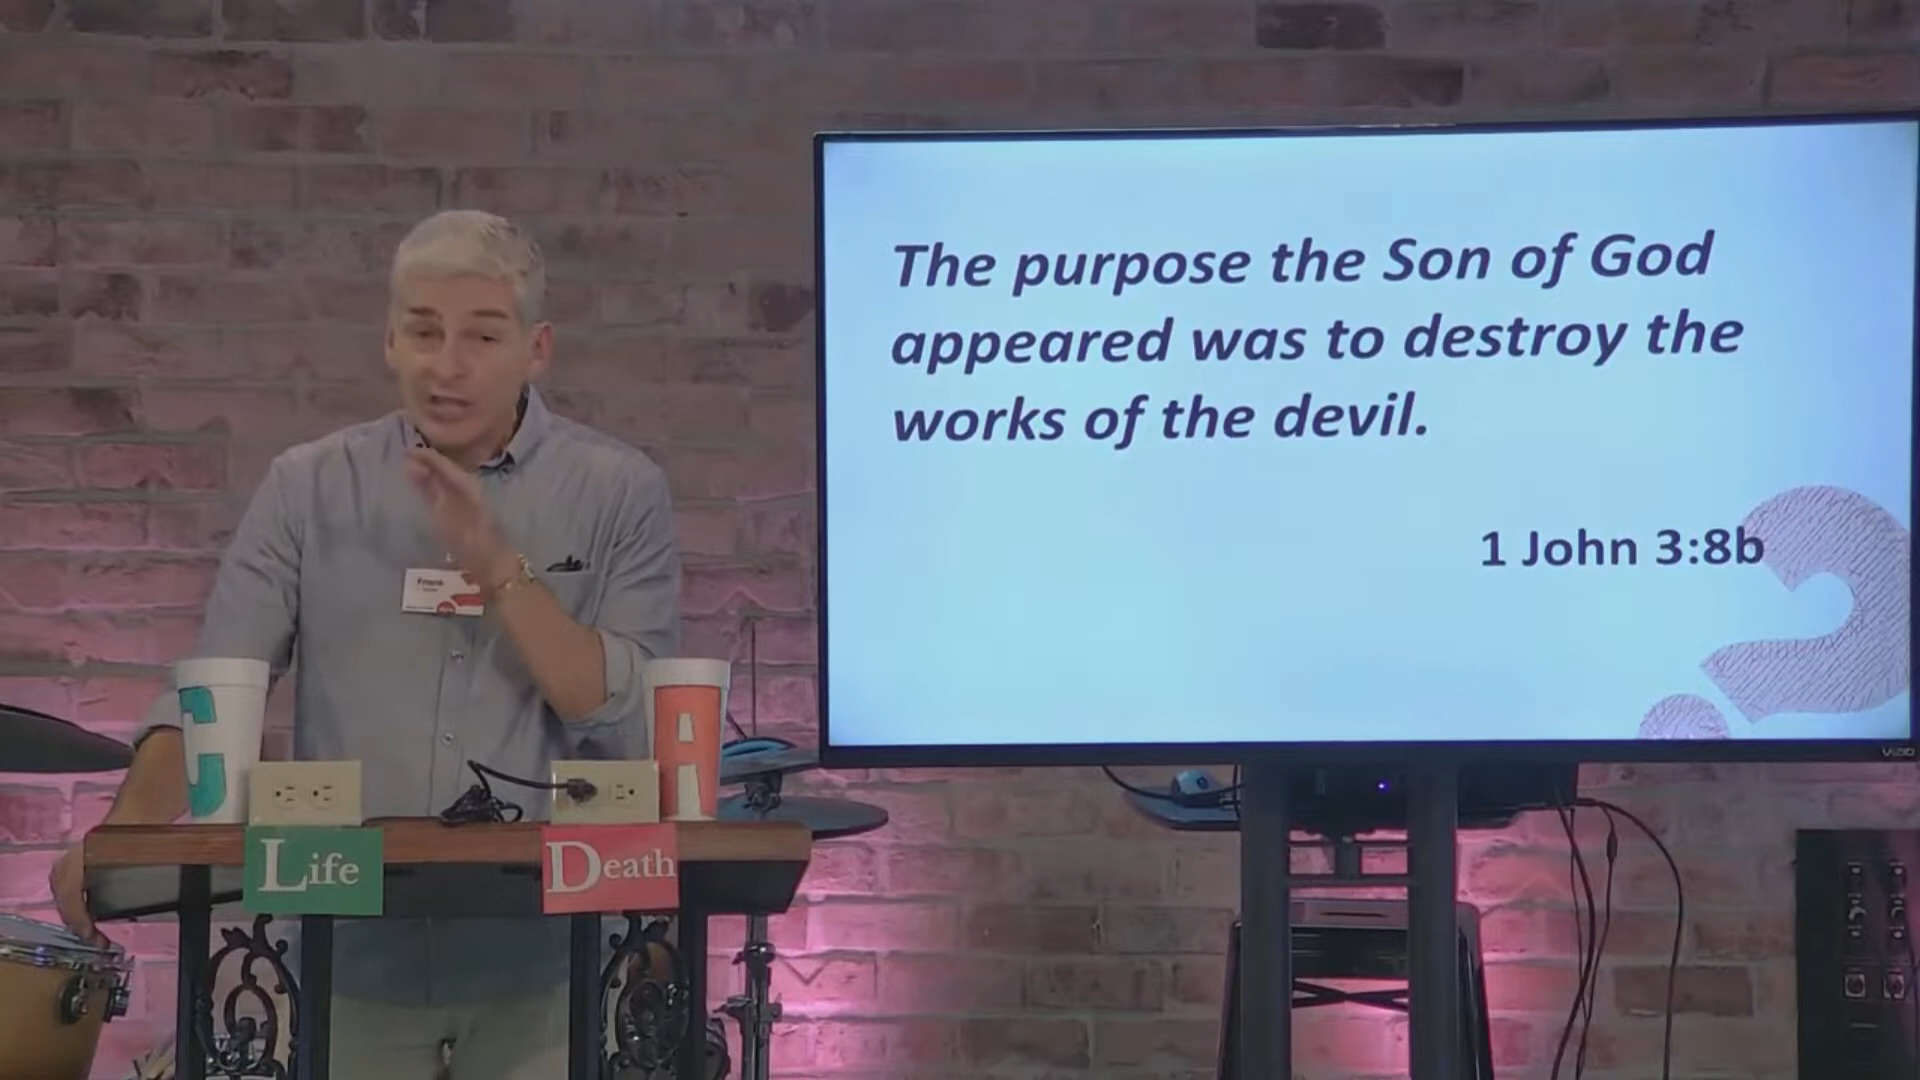 The purpose the Son of God
appeared was to destroy the
works of the devil.
1 John 3:8b
C
A
Life
Death
VIZIO